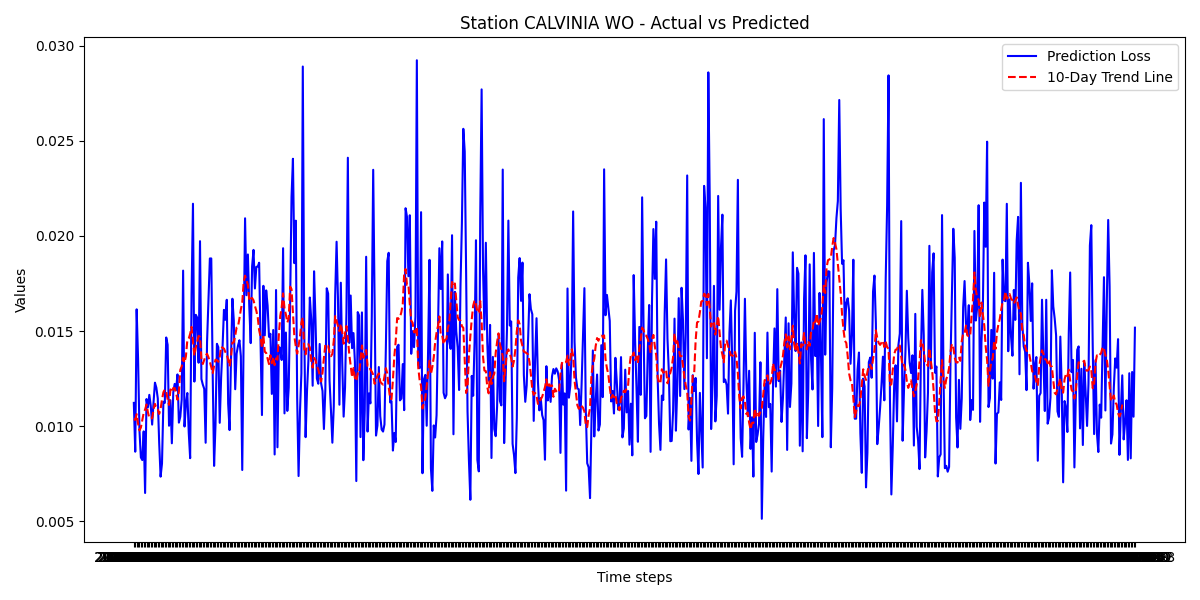 Station CALVINIA WO - Actual vs Predicted
Prediction Loss
10-Day Trend Line
0.030
0.025
0.020
0.015
0.010
0.005
Values
Time steps